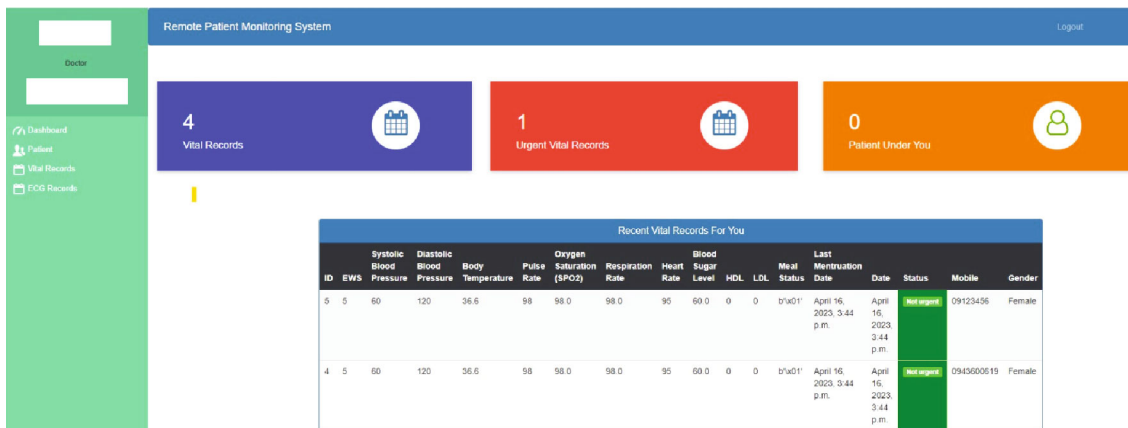 Remote Patient Monitoring System
Logout
Doctor
Dashboard
Patient
Vital Records
ECG Records
4
Vital Records
1
Urgent Vital Records
0
Patient Under You
Recent Vital Records For You
ID EWS Systolic Blood Pressure Diastolic Blood Pressure Body Temperature Pulse Rate Oxygen Saturation (SPO2) Respiration Rate Heart Rate Blood Sugar Level HDL LDL Meal Status Last Mentruation Date Date Status Mobile Gender
5 5 60 120 36.6 98 98.0 98.0 95 60.0 0 0 b'\x01' April 16, 2023, 3:44 p.m. April 16, 2023, 3:44 p.m. Not urgent 09123456 Female
4 5 60 120 36.6 98 98.0 98.0 95 60.0 0 0 b'\x01' April 16, 2023, 3:44 p.m. April 16, 2023, 3:44 p.m. Not urgent 0943600519 Female